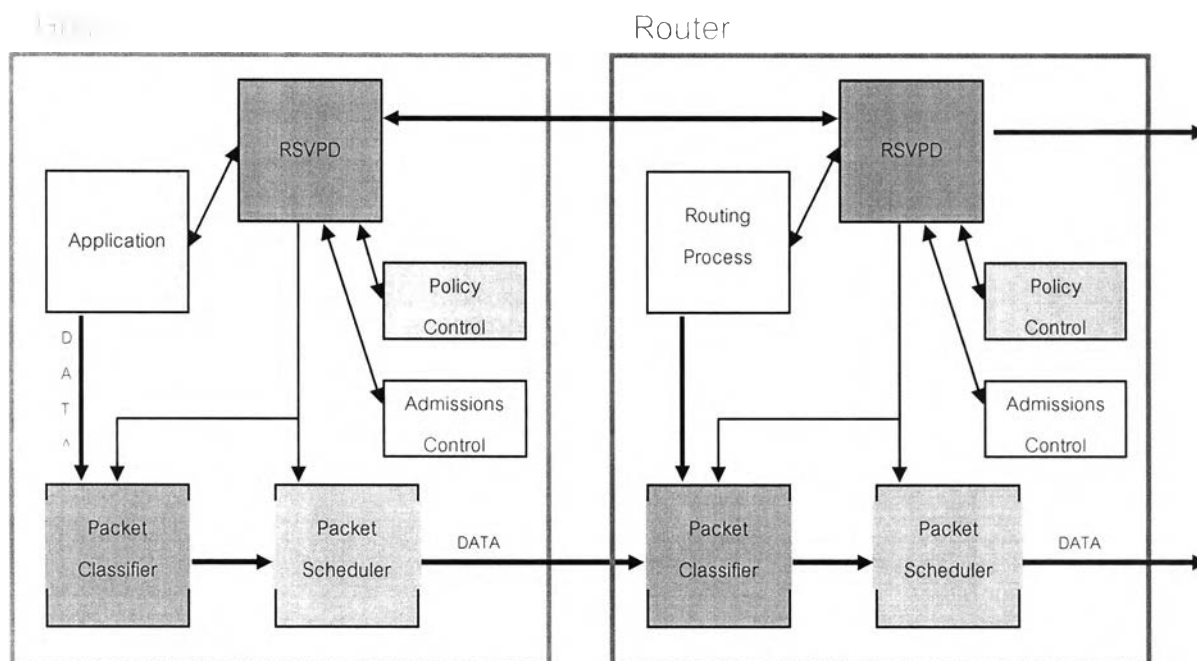 Router
RSVPD
Application
Policy
Control
Admissions
Control
D
A
T
^
Packet
Classifier
Packet
Scheduler
DATA
RSVPD
Routing
Process
Policy
Control
Admissions
Control
Packet
Classifier
Packet
Scheduler
DATA